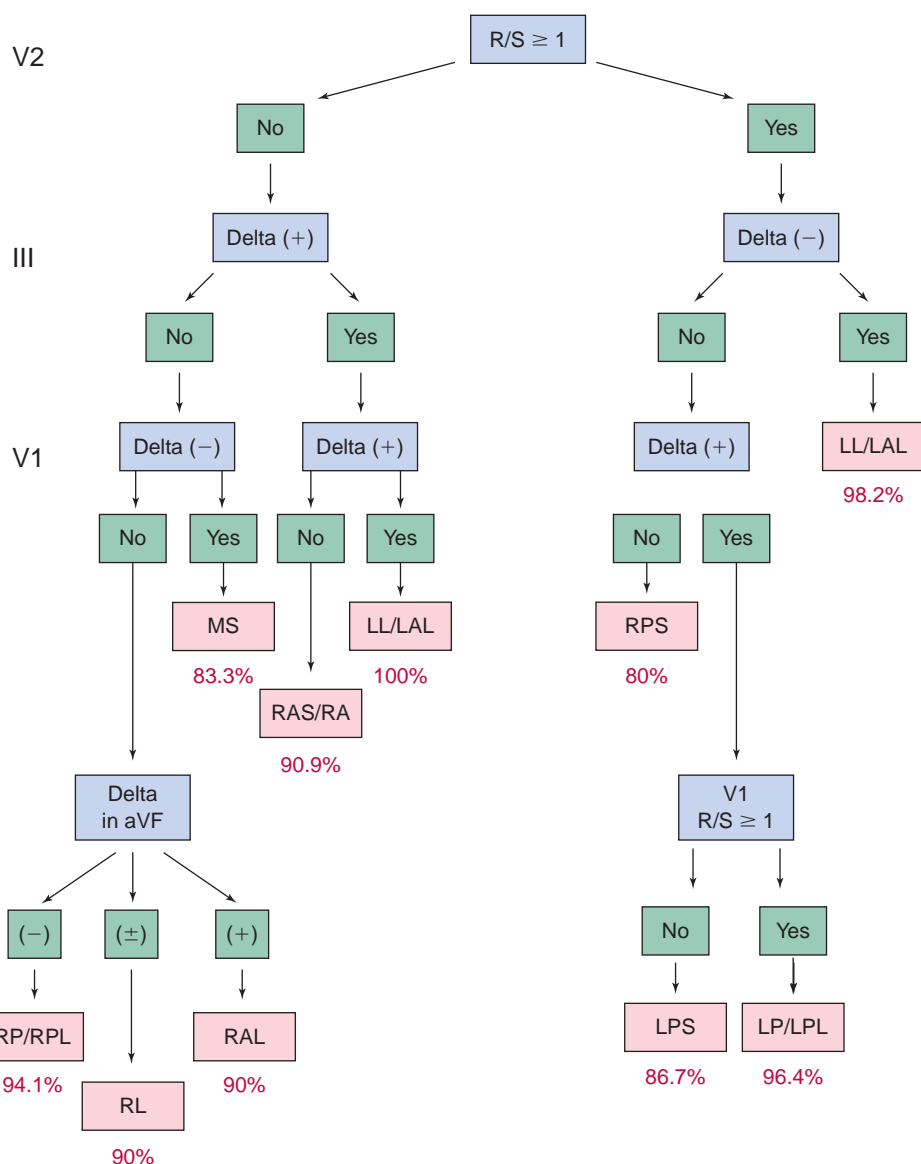 V2
R/S ≥ 1
No
Yes
III
Delta (+)
Delta (−)
No
Yes
No
Yes
V1
Delta (−)
Delta (+)
Delta (+)
LL/LAL
98.2%
No
Yes
No
Yes
No
Yes
MS
LL/LAL
RPS
83.3%
100%
80%
RAS/RA
90.9%
Delta
in aVF
V1
R/S ≥ 1
(−)
(±)
(+)
No
Yes
RP/RPL
RAL
LPS
LP/LPL
94.1%
90%
86.7%
96.4%
RL
90%